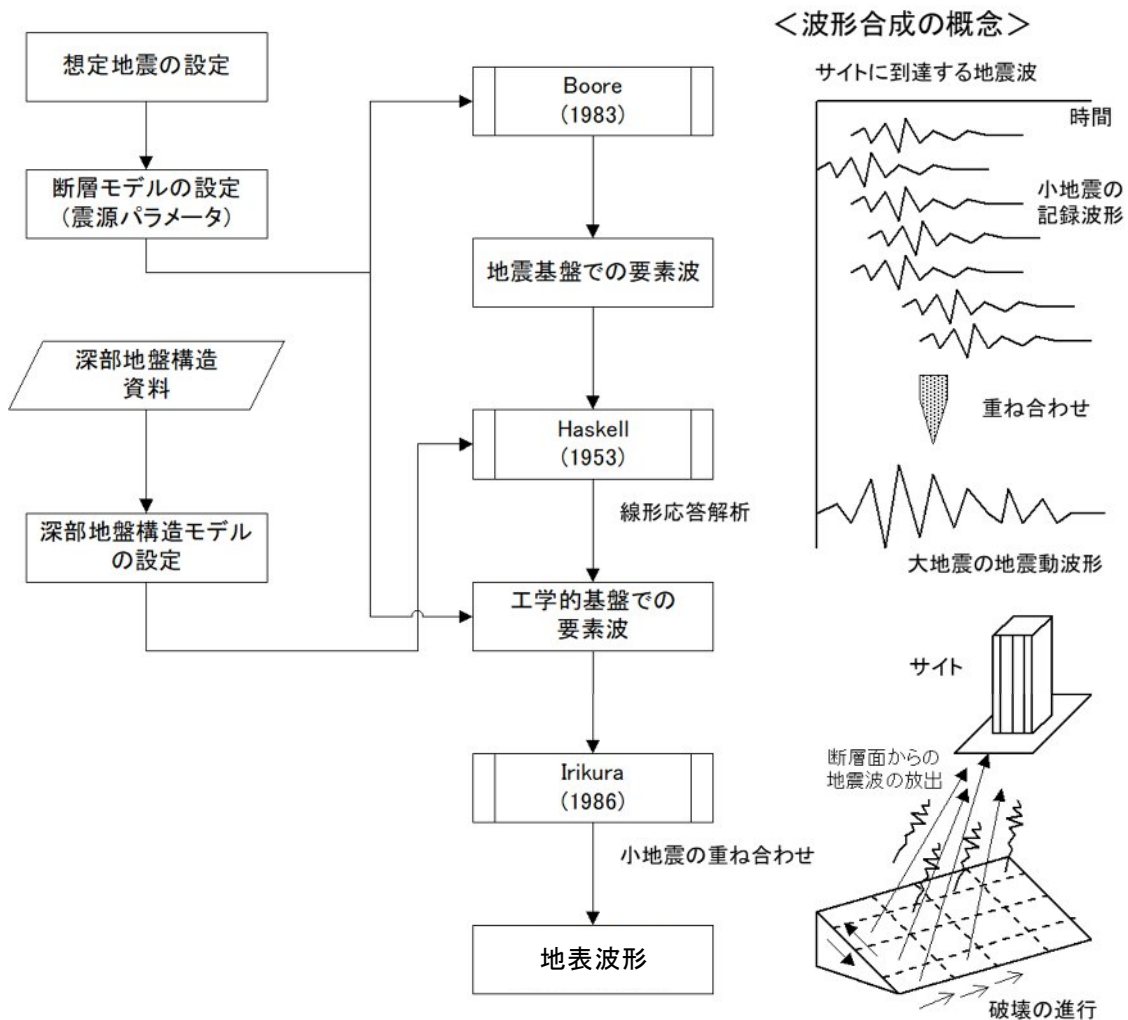 想定地震の設定
断層モデルの設定
(震源パラメータ)
深部地盤構造
資料
深部地盤構造モデル
の設定
Boore
(1983)
地震基盤での要素波
Haskell
(1953)
線形応答解析
工学的基盤での
要素波
Irikura
(1986)
小地震の重ね合わせ
地表波形
＜波形合成の概念＞
サイトに到達する地震波
時間
小地震の
記録波形
重ね合わせ
大地震の地震動波形
サイト
断層面からの
地震波の放出
破壊の進行